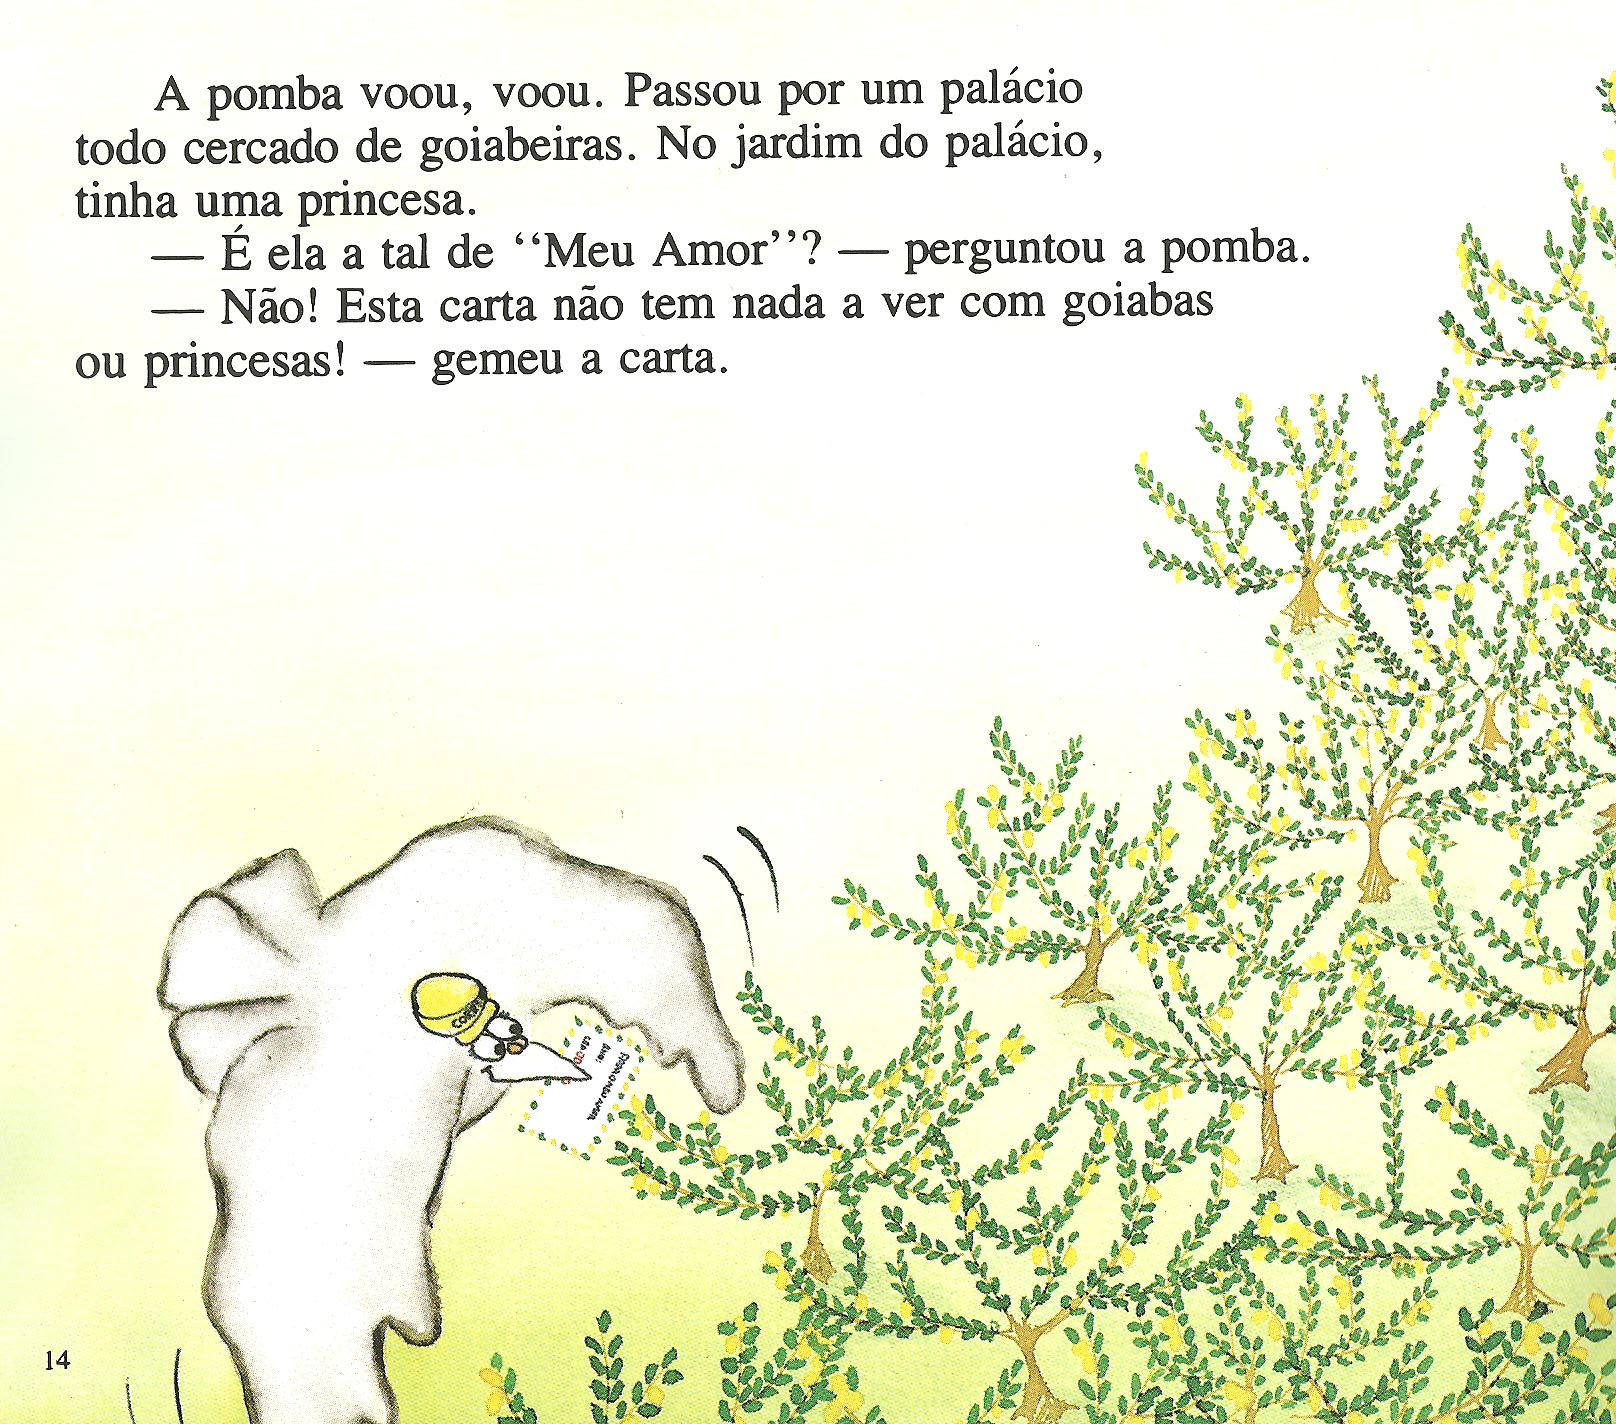 A pomba voou, voou. Passou por um palácio
todo cercado de goiabeiras. No jardim do palácio,
tinha uma princesa.
— É ela a tal de ‘‘Meu Amor’’? — perguntou a pomba.
— Não! Esta carta não tem nada a ver com goiabas
ou princesas! — gemeu a carta.
14